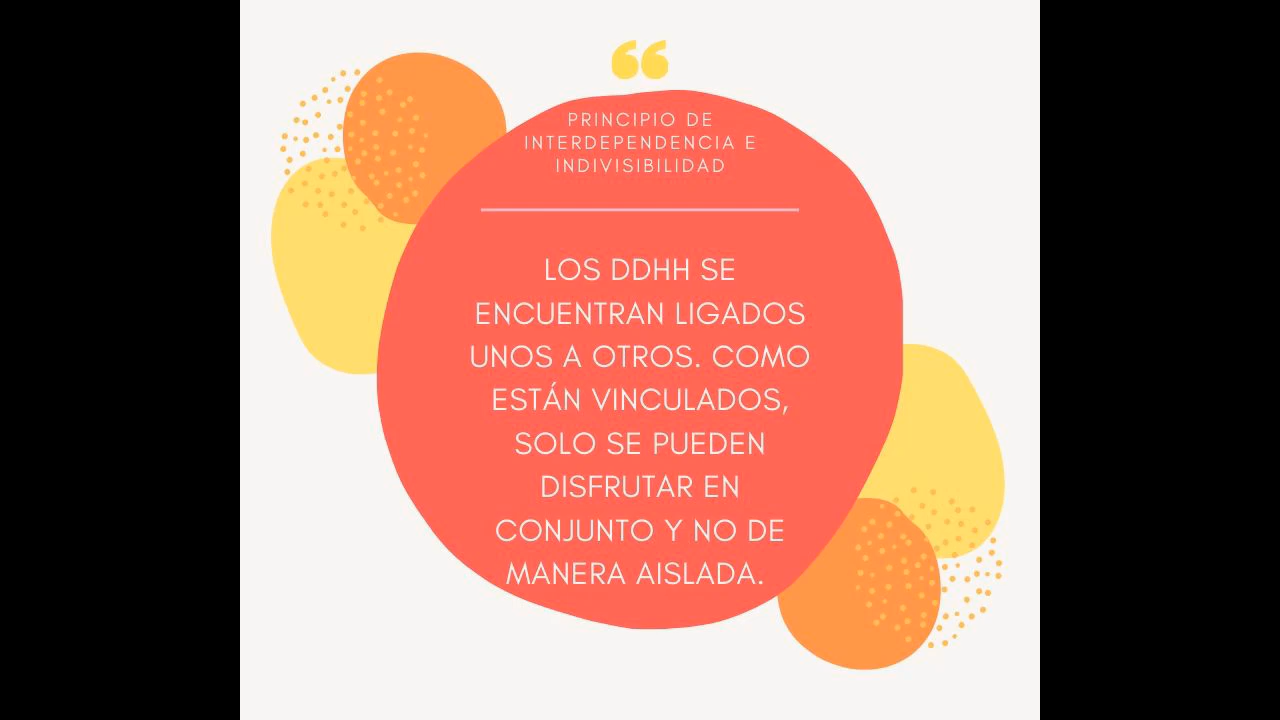 PRINCIPIO DE
INTERDEPENDENCIA E
INDIVISIBILIDAD
LOS DDHH SE
ENCUENTRAN LIGADOS
UNOS A OTROS. COMO
ESTÁN VINCULADOS,
SOLO SE PUEDEN
DISFRUTAR EN
CONJUNTO Y NO DE
MANERA AISLADA.